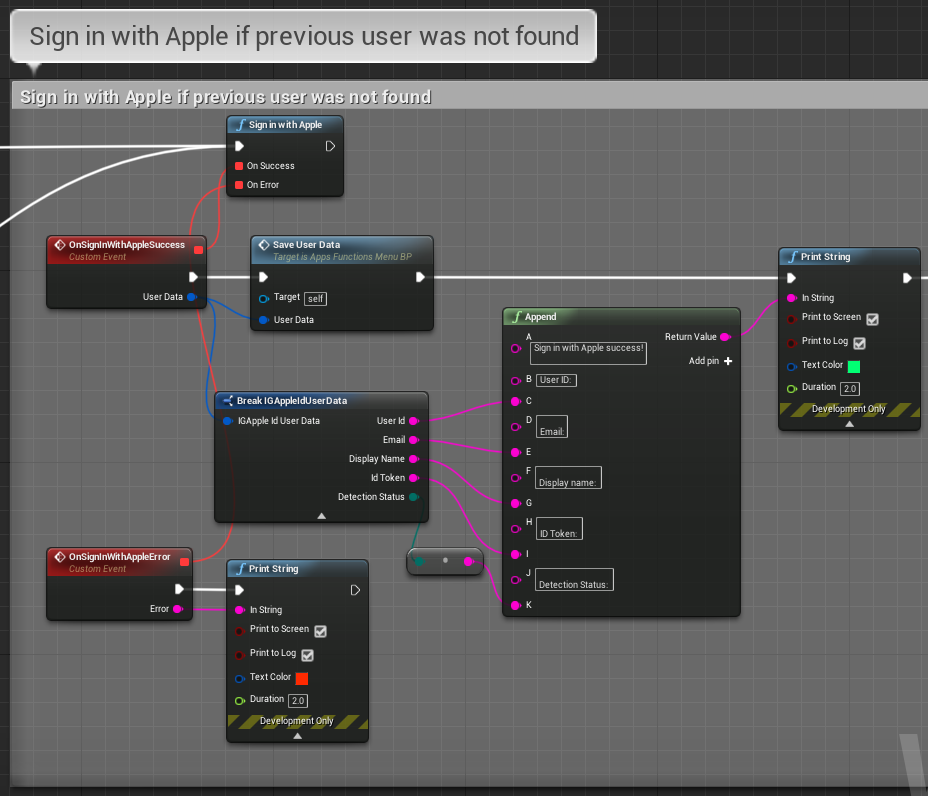 Sign in with Apple if previous user was not found
Sign in with Apple if previous user was not found
f Sign in with Apple
On Success
On Error
OnSignInWithAppleSuccess
Custom Event
User Data
Save User Data
Target is Apps Functions Menu BP
Target self
User Data
f Print String
In String
Print to Screen
Print to Log
Text Color
Duration 2.0
Development Only
f Append
A
Sign in with Apple success!
Return Value
Add pin +
B User ID:
C
D
Email:
E
F
Display name:
G
H
ID Token:
I
J
Detection Status:
K
Break IGAppleIdUserData
IGApple Id User Data
User Id
Email
Display Name
Id Token
Detection Status
OnSignInWithAppleError
Custom Event
Error
f Print String
In String
Print to Screen
Print to Log
Text Color
Duration 2.0
Development Only